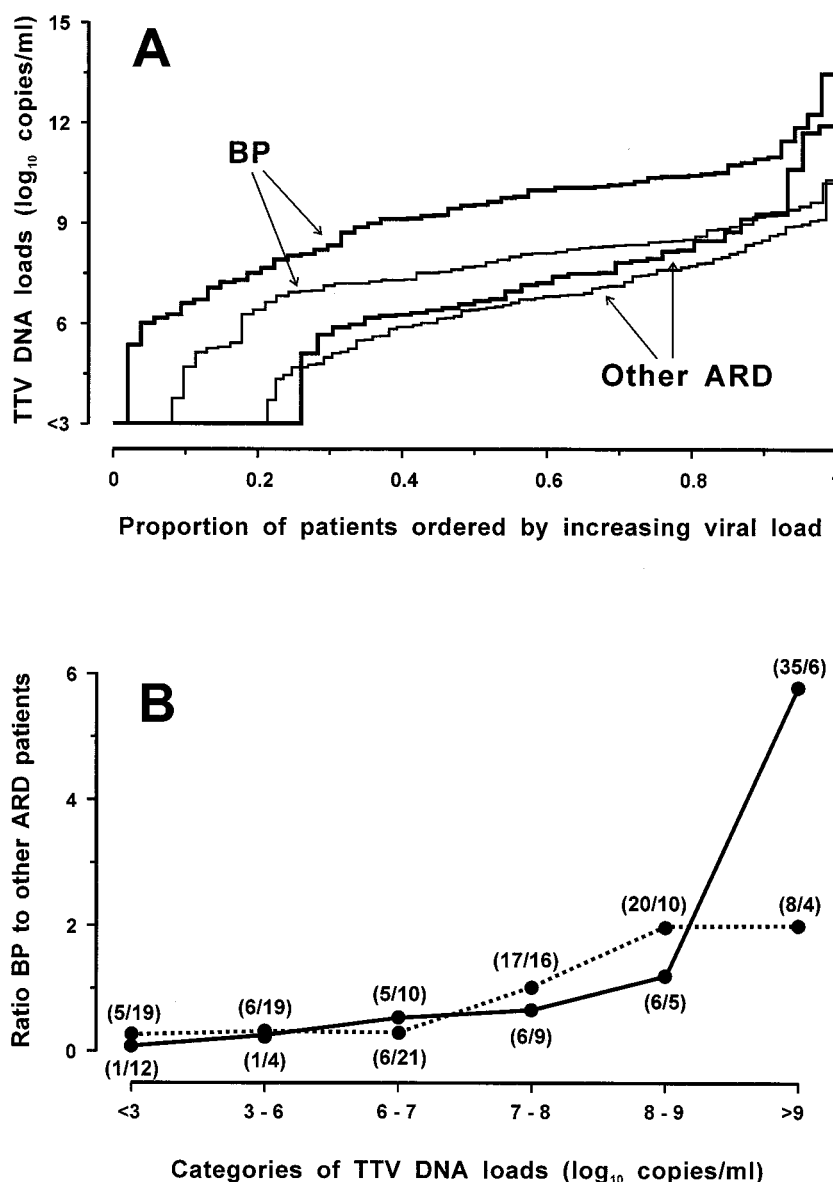 A
TTV DNA loads (log10 copies/ml)
15
12
9
6
<3
BP
Other ARD
0 0.2 0.4 0.6 0.8 1
Proportion of patients ordered by increasing viral load
B
Ratio BP to other ARD patients
6
4
2
0
(35/6)
(20/10) (8/4)
(17/16)
(5/19) (6/19) (5/10)
(1/12) (1/4) (6/21) (6/9) (6/5)
<3 3 - 6 6 - 7 7 - 8 8 - 9 >9
Categories of TTV DNA loads (log10 copies/ml)